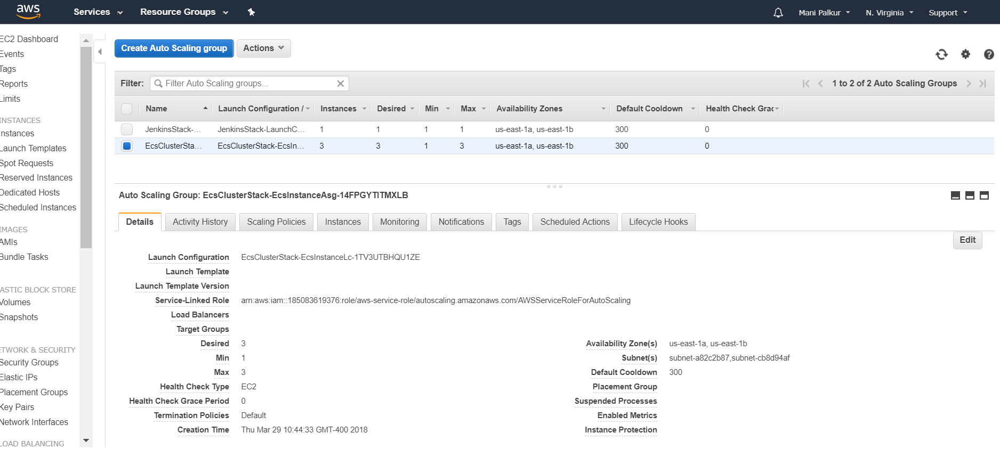 aws Services Resource Groups Mani Palkur N. Virginia Support
EC2 Dashboard
Events
Tags
Reports
Limits
INSTANCES
Instances
Launch Templates
Spot Requests
Reserved Instances
Dedicated Hosts
Scheduled Instances
IMAGES
AMIs
Bundle Tasks
ASTIC BLOCK STORE
Volumes
Snapshots
ETWORK & SECURITY
Security Groups
Elastic IPs
Placement Groups
Key Pairs
Network Interfaces
LOAD BALANCING
Create Auto Scaling group Actions
Filter: Filter Auto Scaling groups... 1 to 2 of 2 Auto Scaling Groups
Name Launch Configuration / Instances Desired Min Max Availability Zones Default Cooldown Health Check Grac
JenkinsStack-... JenkinsStack-LaunchC... 1 1 1 1 us-east-1a, us-east-1b 300 0
EcsClusterSta... EcsClusterStack-EcsIn... 3 3 1 3 us-east-1a, us-east-1b 300 0
Auto Scaling Group: EcsClusterStack-EcsInstanceAsg-14FPGYTITMXLB
Details Activity History Scaling Policies Instances Monitoring Notifications Tags Scheduled Actions Lifecycle Hooks
Edit
Launch Configuration EcsClusterStack-EcsInstanceLc-1TV3UTBHQU1ZE
Launch Template
Launch Template Version
Service-Linked Role arn:aws:iam::185083619376:role/aws-service-role/autoscaling.amazonaws.com/AWSServiceRoleForAutoScaling
Load Balancers
Target Groups
Desired 3 Availability Zone(s) us-east-1a, us-east-1b
Min 1 Subnet(s) subnet-a82c2b87,subnet-cb8d94af
Max 3 Default Cooldown 300
Health Check Type EC2 Placement Group
Health Check Grace Period 0 Suspended Processes
Termination Policies Default Enabled Metrics
Creation Time Thu Mar 29 10:44:33 GMT-400 2018 Instance Protection